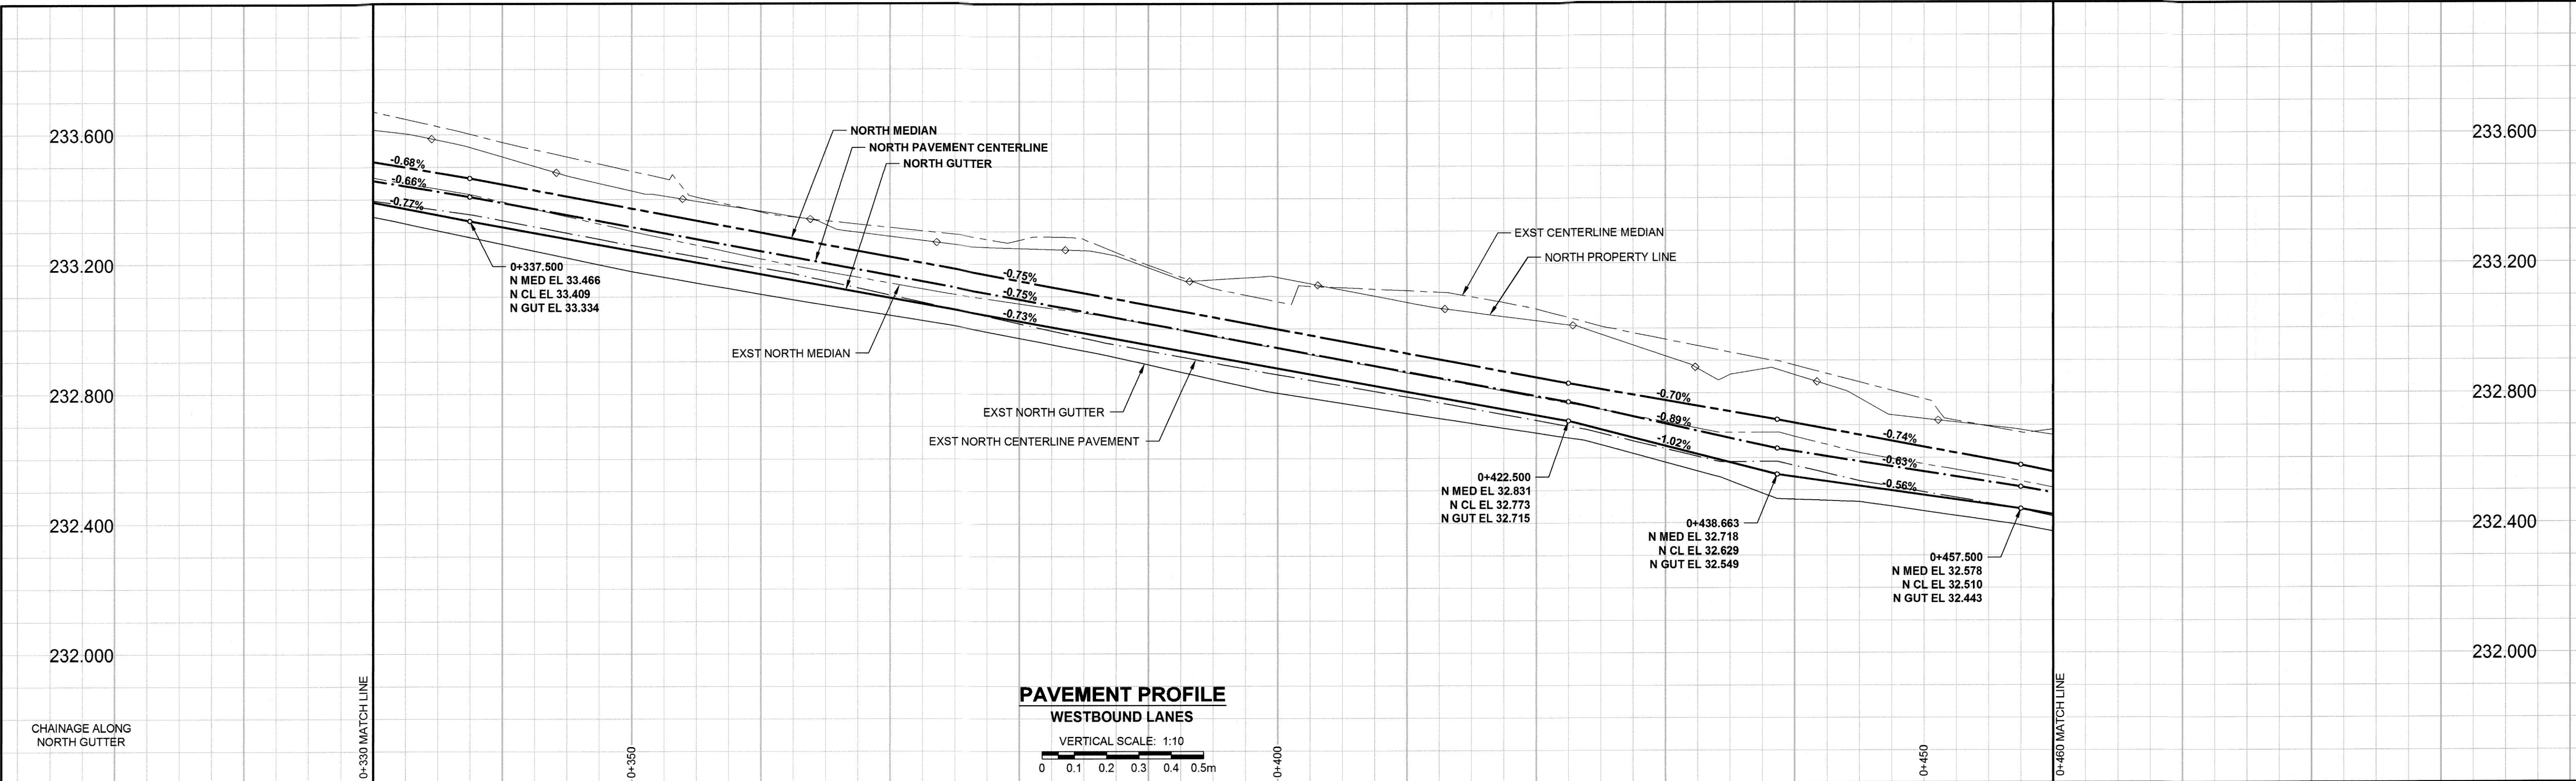 233.600
233.200
232.800
232.400
232.000
CHAINAGE ALONG
NORTH GUTTER
0+330 MATCH LINE
-0.68%
-0.66%
-0.77%
0+337.500
N MED EL 33.466
N CL EL 33.409
N GUT EL 33.334
NORTH MEDIAN
NORTH PAVEMENT CENTERLINE
NORTH GUTTER
EXST NORTH MEDIAN
-0.75%
-0.75%
-0.73%
EXST NORTH GUTTER
EXST NORTH CENTERLINE PAVEMENT
EXST CENTERLINE MEDIAN
NORTH PROPERTY LINE
0+422.500
N MED EL 32.831
N CL EL 32.773
N GUT EL 32.715
-0.70%
-0.89%
-1.02%
0+438.663
N MED EL 32.718
N CL EL 32.629
N GUT EL 32.549
-0.74%
-0.63%
-0.56%
0+457.500
N MED EL 32.578
N CL EL 32.510
N GUT EL 32.443
PAVEMENT PROFILE
WESTBOUND LANES
VERTICAL SCALE: 1:10
0 0.1 0.2 0.3 0.4 0.5m
0+350
0+400
0+450
0+460 MATCH LINE
233.600
233.200
232.800
232.400
232.000